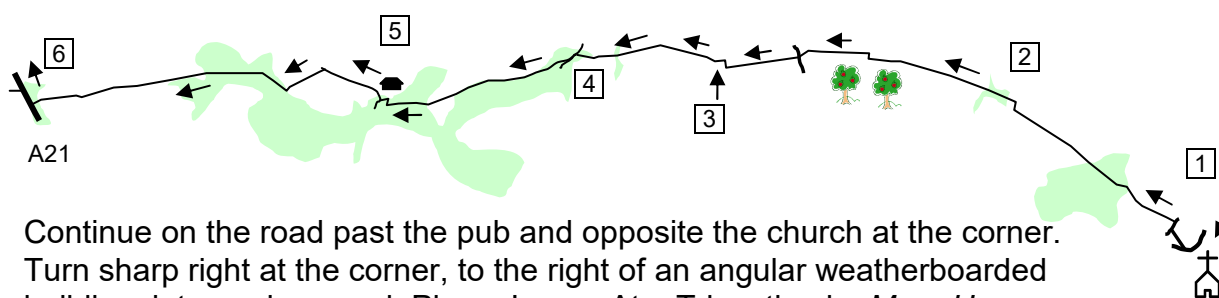 6
5
2
4
3
A21
1
Continue on the road past the pub and opposite the church at the corner.
Turn sharp right at the corner, to the right of an angular weatherboarded